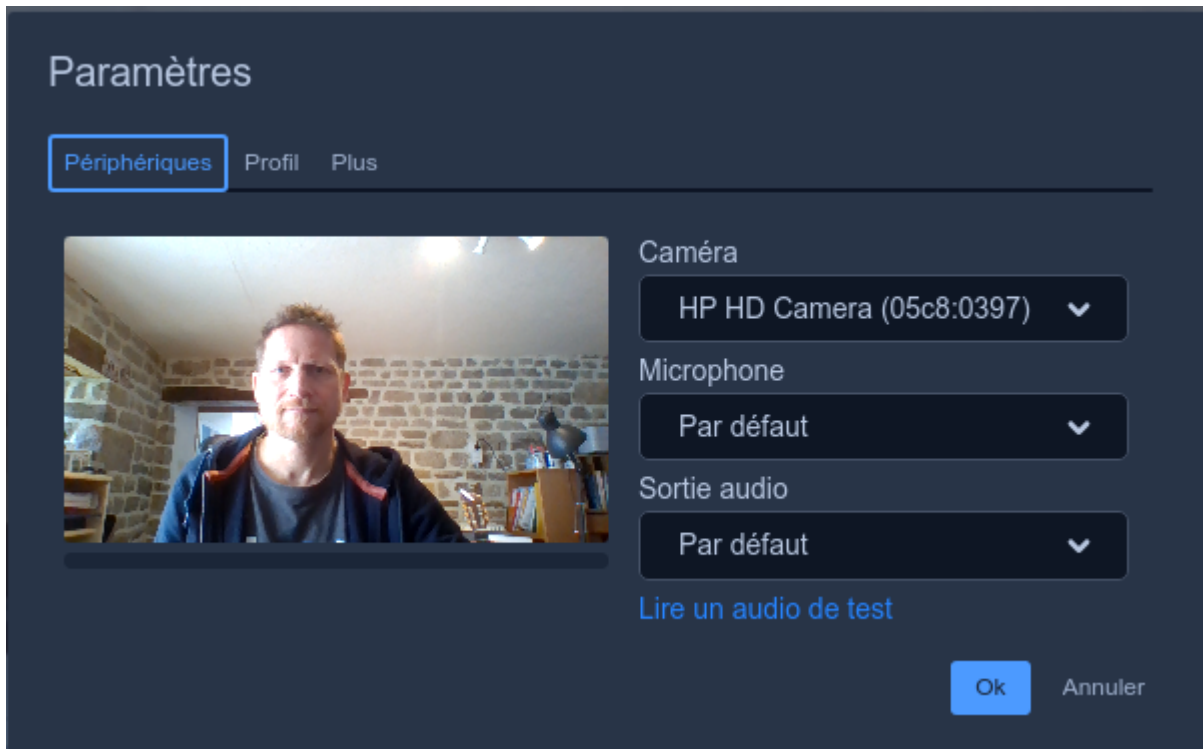 Paramètres
Périphériques Profil Plus
Caméra
HP HD Camera (05c8:0397)
Microphone
Par défaut
Sortie audio
Par défaut
Lire un audio de test
Ok Annuler